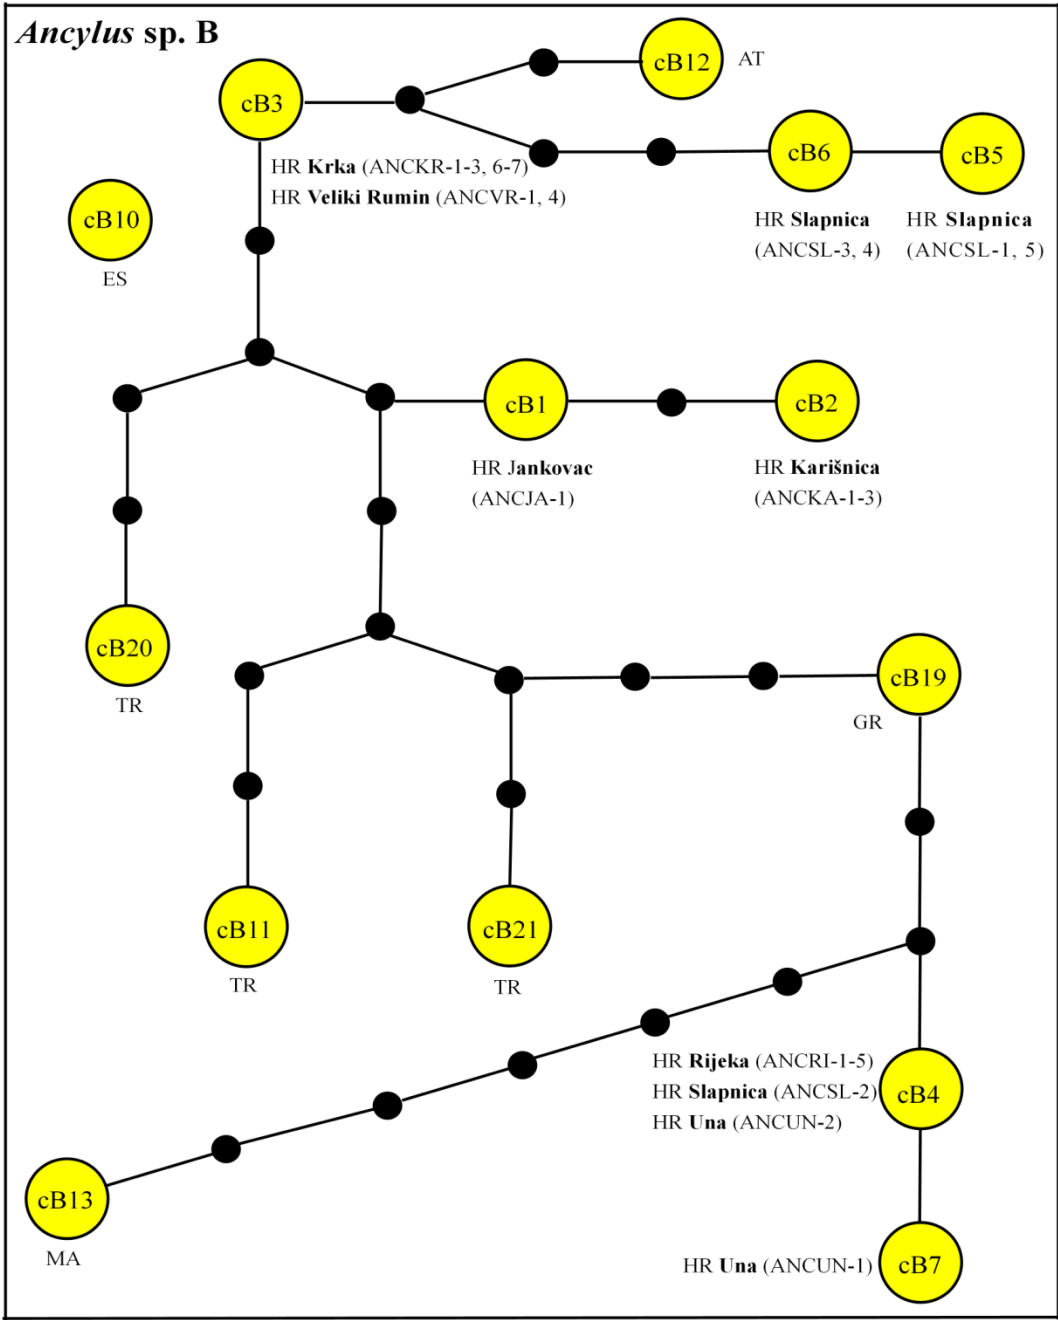 Ancylus sp. B
cB12
AT
cB3
cB6
cB5
HR Krka (ANCKR-1-3, 6-7)
HR Veliki Rumin (ANCVR-1, 4)
cB10
ES
HR Slapnica
(ANCSL-3, 4)
HR Slapnica
(ANCSL-1, 5)
cB1
cB2
HR Jankovac
(ANCJA-1)
HR Karišnica
(ANCKA-1-3)
cB20
TR
cB19
GR
cB11
TR
cB21
TR
HR Rijeka (ANCRI-1-5)
HR Slapnica (ANCSL-2)
HR Una (ANCUN-2)
cB4
cB13
MA
HR Una (ANCUN-1)
cB7